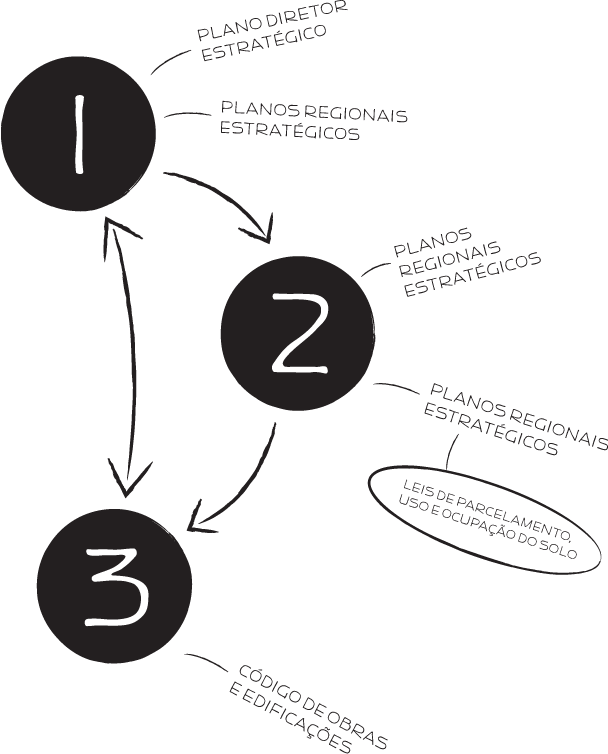 PLANO DIRETOR
ESTRATÉGICO
1
PLANOS REGIONAIS
ESTRATÉGICOS
PLANOS
REGIONAIS
ESTRATÉGICOS
2
PLANOS REGIONAIS
ESTRATÉGICOS
LEIS DE PARCELAMENTO,
USO E OCUPAÇÃO DO SOLO
3
CÓDIGO DE OBRAS
E EDIFICAÇÕES